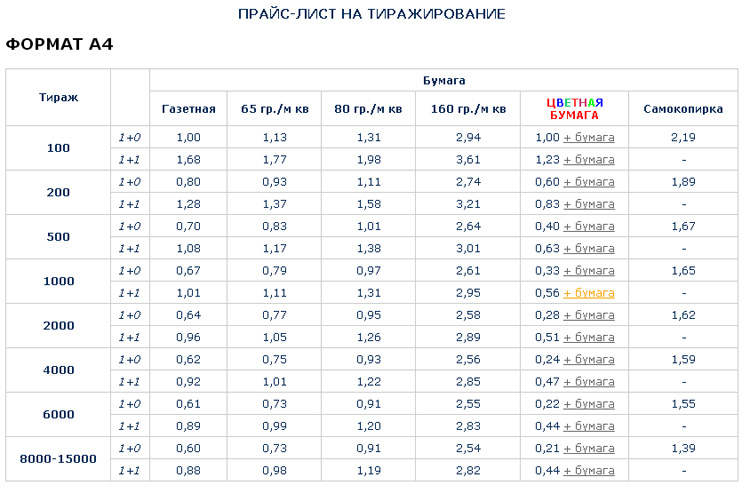 ПРАЙС-ЛИСТ НА ТИРАЖИРОВАНИЕ
ФОРМАТ А4
Тираж Бумага
Газетная 65 гр./м кв 80 гр./м кв 160 гр./м кв ЦВЕТНАЯ БУМАГА Самокопирка
100 1+0 1,00 1,13 1,31 2,94 1,00 + бумага 2,19
1+1 1,68 1,77 1,98 3,61 1,23 + бумага -
200 1+0 0,80 0,93 1,11 2,74 0,60 + бумага 1,89
1+1 1,28 1,37 1,58 3,21 0,83 + бумага -
500 1+0 0,70 0,83 1,01 2,64 0,40 + бумага 1,67
1+1 1,08 1,17 1,38 3,01 0,63 + бумага -
1000 1+0 0,67 0,79 0,97 2,61 0,33 + бумага 1,65
1+1 1,01 1,11 1,31 2,95 0,56 + бумага -
2000 1+0 0,64 0,77 0,95 2,58 0,28 + бумага 1,62
1+1 0,96 1,05 1,26 2,89 0,51 + бумага -
4000 1+0 0,62 0,75 0,93 2,56 0,24 + бумага 1,59
1+1 0,92 1,01 1,22 2,85 0,47 + бумага -
6000 1+0 0,61 0,73 0,91 2,55 0,22 + бумага 1,55
1+1 0,89 0,99 1,20 2,83 0,44 + бумага -
8000-15000 1+0 0,60 0,73 0,91 2,54 0,21 + бумага 1,39
1+1 0,88 0,98 1,19 2,82 0,44 + бумага -